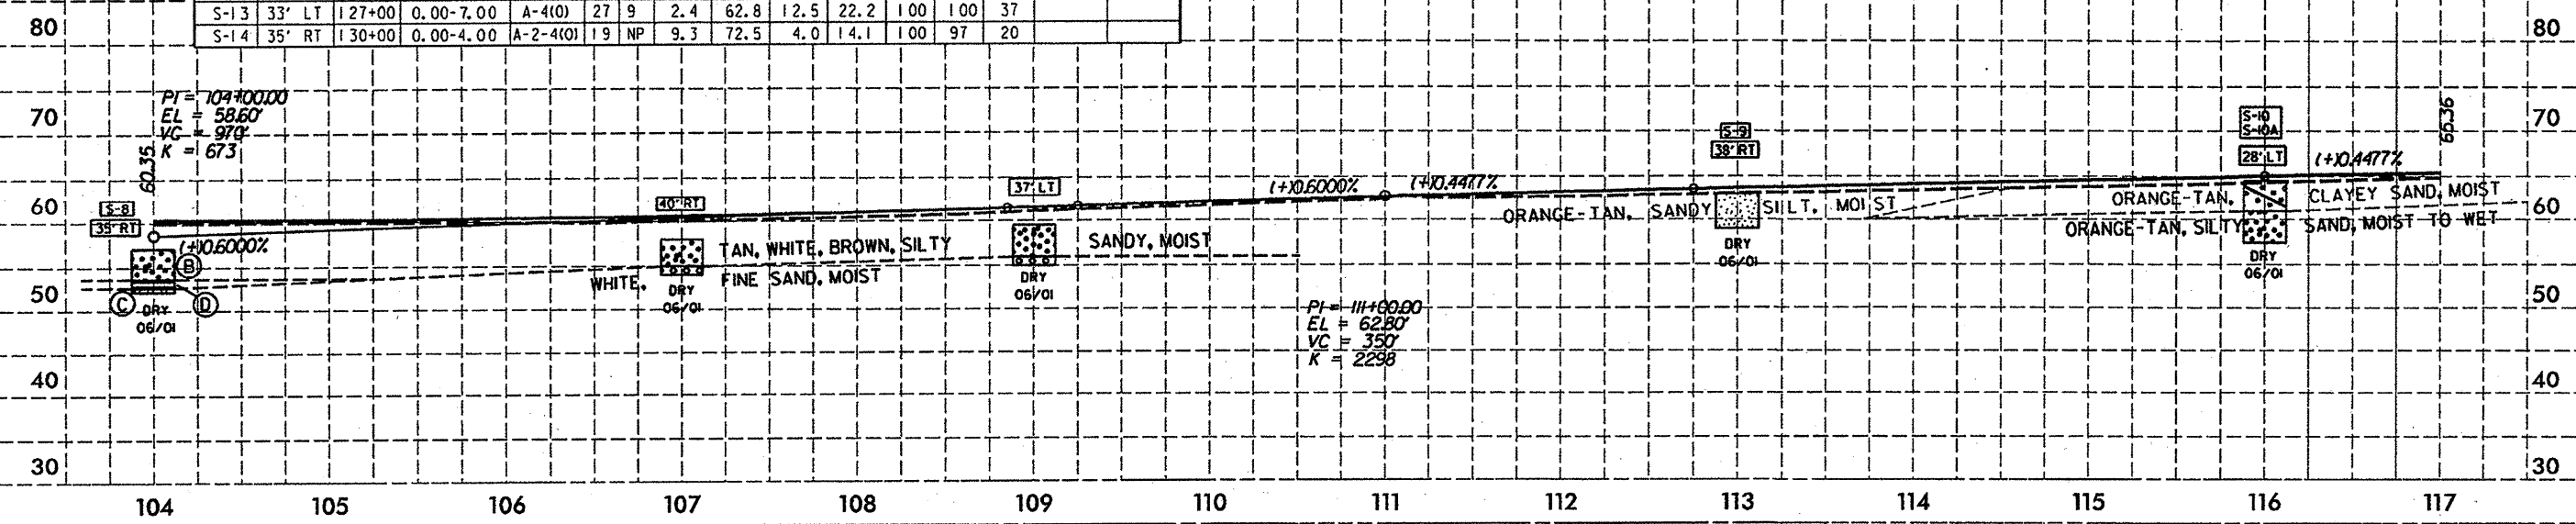 S-13 33' LT 127+00 0.00-7.00 A-4(0) 27 9 2.4 62.8 12.5 22.2 100 100 37
S-14 35' RT 130+00 0.00-4.00 A-2-4(0) 19 NP 9.3 72.5 4.0 14.1 100 97 20
80 80
PI = 104+00.00
EL = 58.60'
VC = 970'
K = 673
60.35
70 70
S-9
38' RT
S-10
S-10A
28' LT
65.36
(+)0.4477%
37' LT
(+)0.6000% (+)0.4477%
40' RT
S-8
35' RT
60 60
ORANGE-TAN, SANDY SIILT, MOIST
ORANGE-TAN, CLAYEY SAND, MOIST
ORANGE-TAN, SILTY SAND, MOIST TO WET
(+)0.6000%
B
TAN, WHITE, BROWN, SILTY SANDY, MOIST
WHITE, FINE SAND, MOIST
DRY
06/01
DRY
06/01
DRY
06/01
DRY
06/01
50 50
C D
DRY
06/01
PI = 111+00.00
EL = 62.80'
VC = 350'
K = 2298
40 40
30 30
104 105 106 107 108 109 110 111 112 113 114 115 116 117